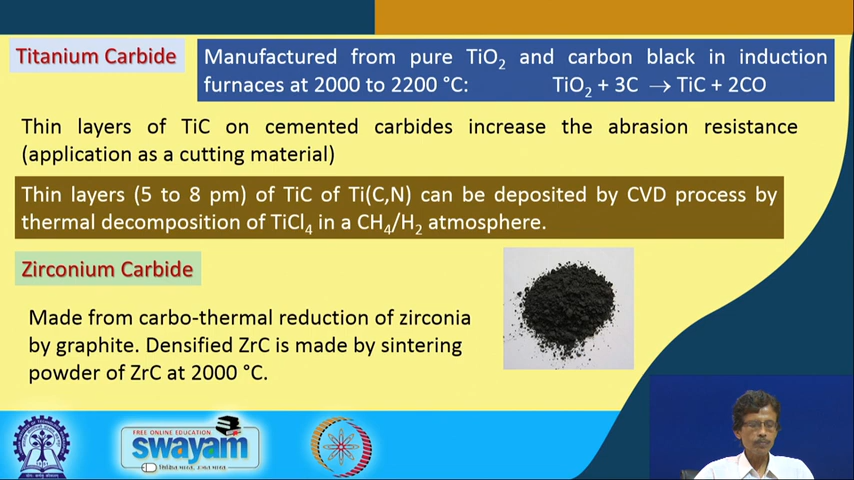 Titanium Carbide
Manufactured from pure TiO2 and carbon black in induction
furnaces at 2000 to 2200 °C: TiO2 + 3C → TiC + 2CO
Thin layers of TiC on cemented carbides increase the abrasion resistance
(application as a cutting material)
Thin layers (5 to 8 pm) of TiC of Ti(C,N) can be deposited by CVD process by
thermal decomposition of TiCl4 in a CH4/H2 atmosphere.
Zirconium Carbide
Made from carbo-thermal reduction of zirconia
by graphite. Densified ZrC is made by sintering
powder of ZrC at 2000 °C.
FREE ONLINE EDUCATION
swayam